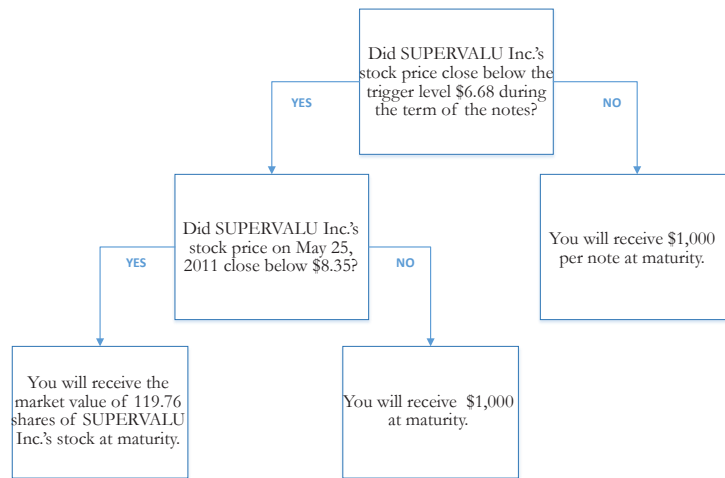 Did SUPERVALU Inc.'s
stock price close below the
trigger level $6.68 during
the term of the notes?
YES
NO
Did SUPERVALU Inc.'s
stock price on May 25,
2011 close below $8.35?
You will receive $1,000
per note at maturity.
YES
NO
You will receive the
market value of 119.76
shares of SUPERVALU
Inc.'s stock at maturity.
You will receive $1,000
at maturity.